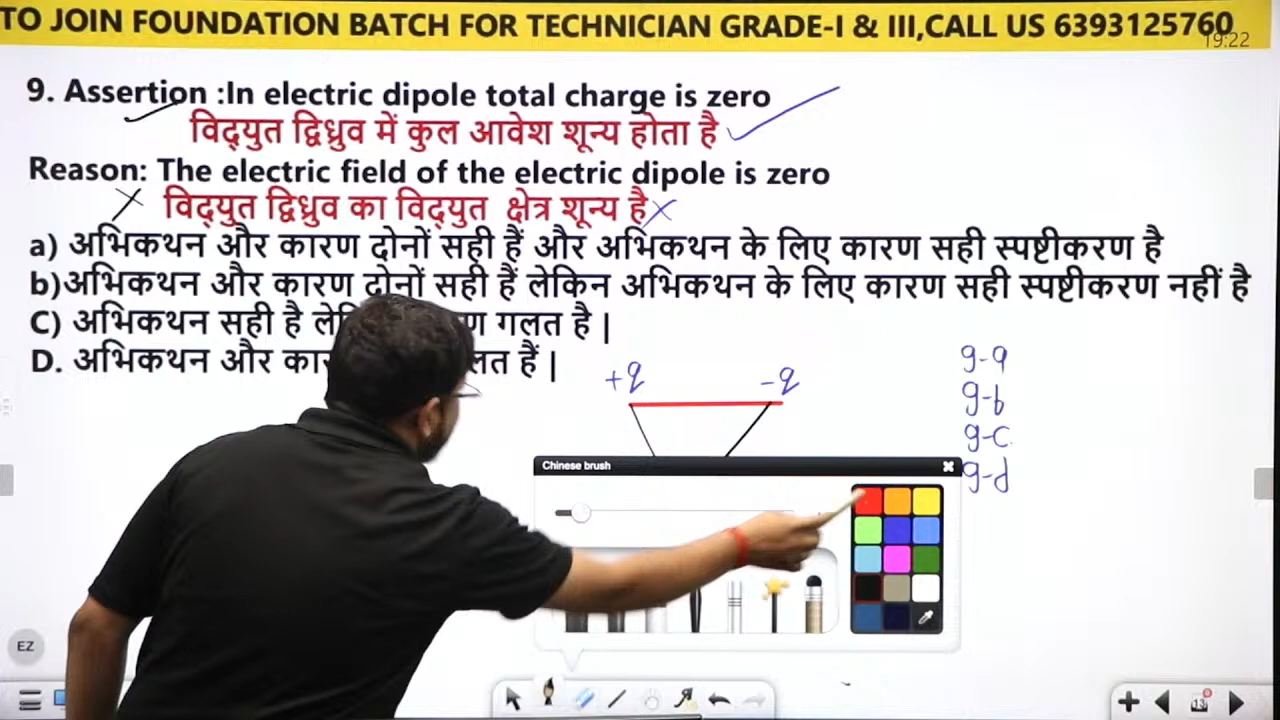 TO JOIN FOUNDATION BATCH FOR TECHNICIAN GRADE-I & III,CALL US 6393125760
19:22
9. Assertion :In electric dipole total charge is zero
विद्युत द्विध्रुव में कुल आवेश शून्य होता है
Reason: The electric field of the electric dipole is zero
विद्युत द्विध्रुव का विद्युत क्षेत्र शून्य है
a) अभिकथन और कारण दोनों सही हैं और अभिकथन के लिए कारण सही स्पष्टीकरण है
b)अभिकथन और कारण दोनों सही हैं लेकिन अभिकथन के लिए कारण सही स्पष्टीकरण नहीं है
C) अभिकथन सही है गलत है |
D. अभिकथन और हैं |
+q -q
9-a
9-b
9-c
9-d
Chinese brush
EZ
13